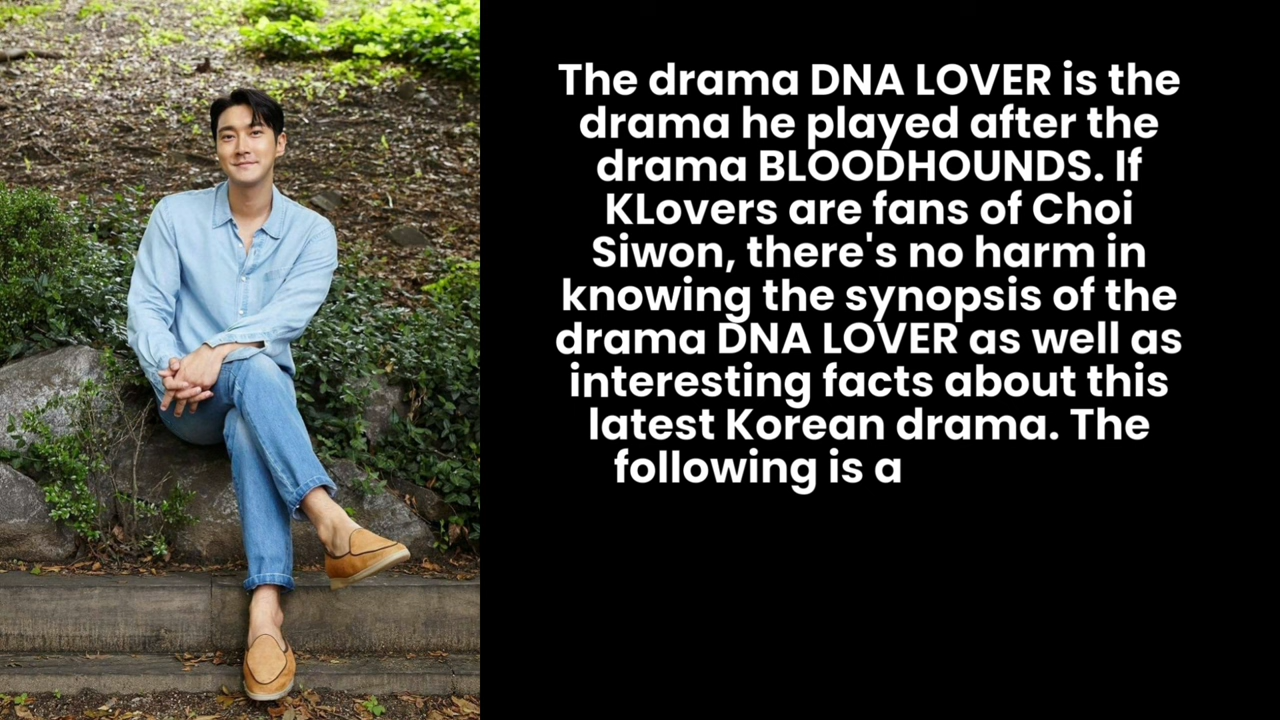 The drama DNA LOVER is the
drama he played after the
drama BLOODHOUNDS. If
KLovers are fans of Choi
Siwon, there's no harm in
knowing the synopsis of the
drama DNA LOVER as well as
interesting facts about this
latest Korean drama. The
following is a